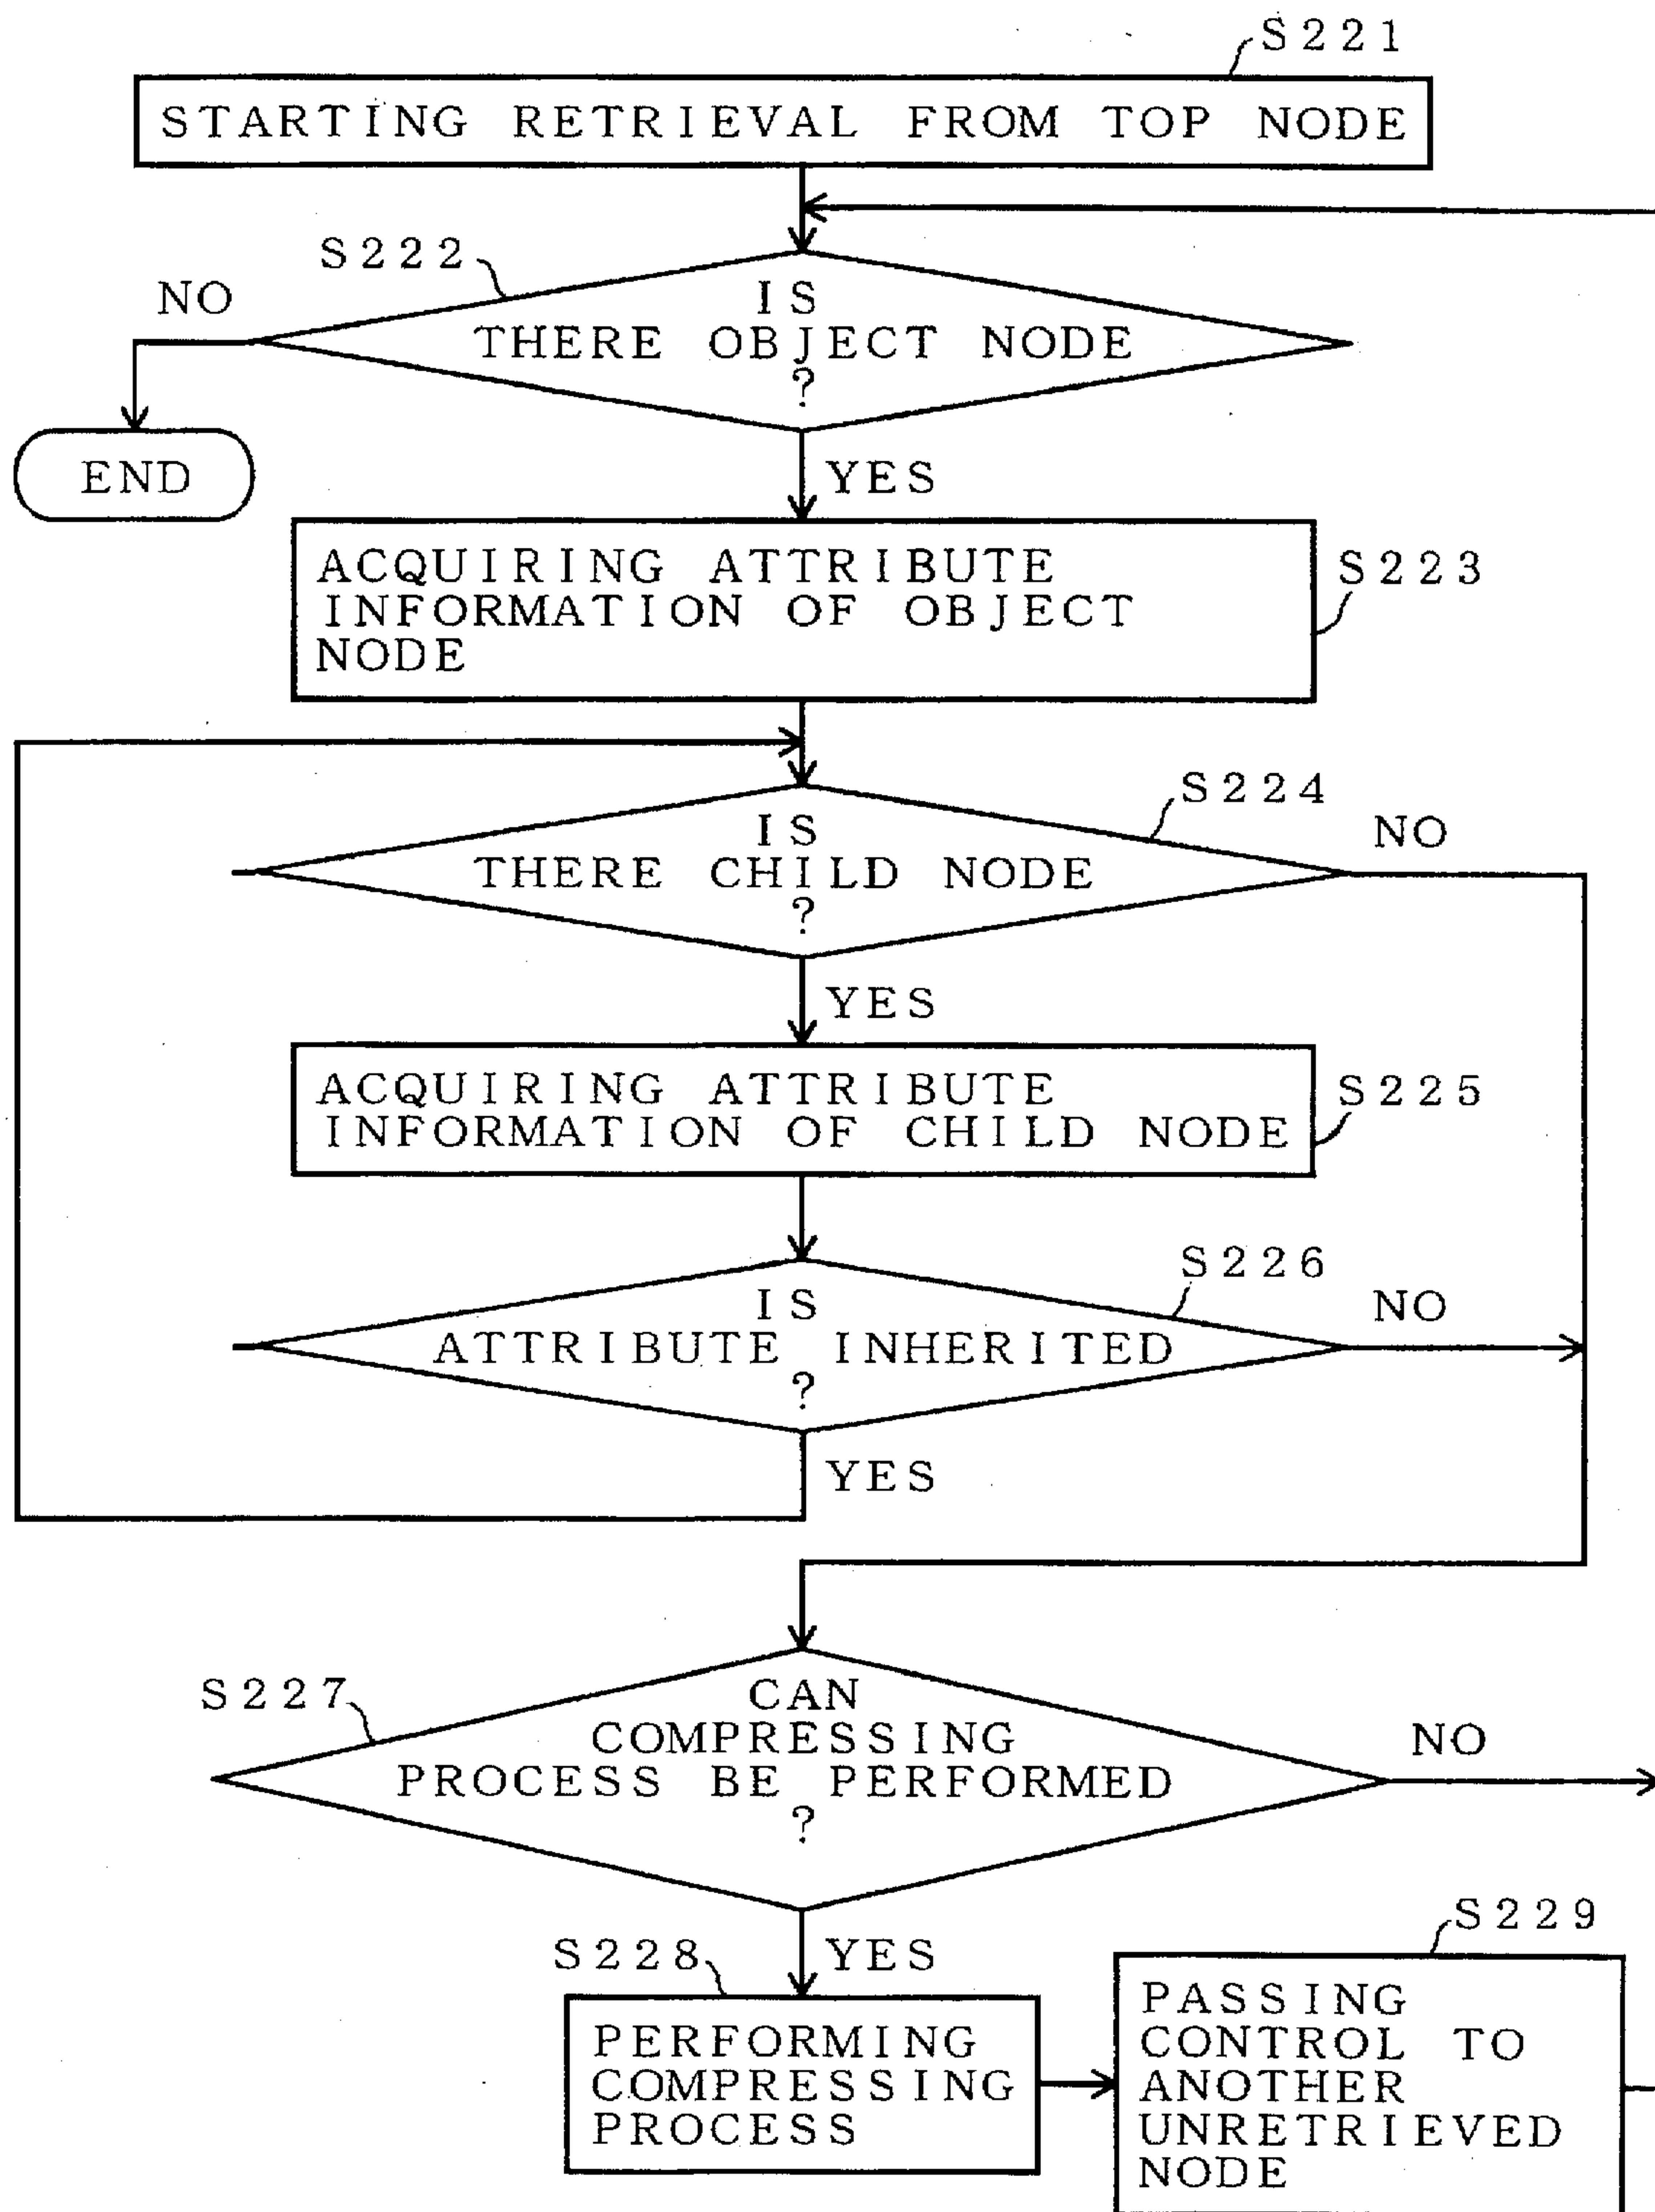 S221
STARTING RETRIEVAL FROM TOP NODE
S222
NO
IS
THERE OBJECT NODE
?
END
YES
ACQUIRING ATTRIBUTE
INFORMATION OF OBJECT
NODE
S223
S224
NO
IS
THERE CHILD NODE
?
YES
ACQUIRING ATTRIBUTE
INFORMATION OF CHILD NODE
S225
S226
NO
IS
ATTRIBUTE INHERITED
?
YES
S227
CAN
COMPRESSING
PROCESS BE PERFORMED
?
NO
YES
S228
PERFORMING
COMPRESSING
PROCESS
S229
PASSING
CONTROL TO
ANOTHER
UNRETRIEVED
NODE